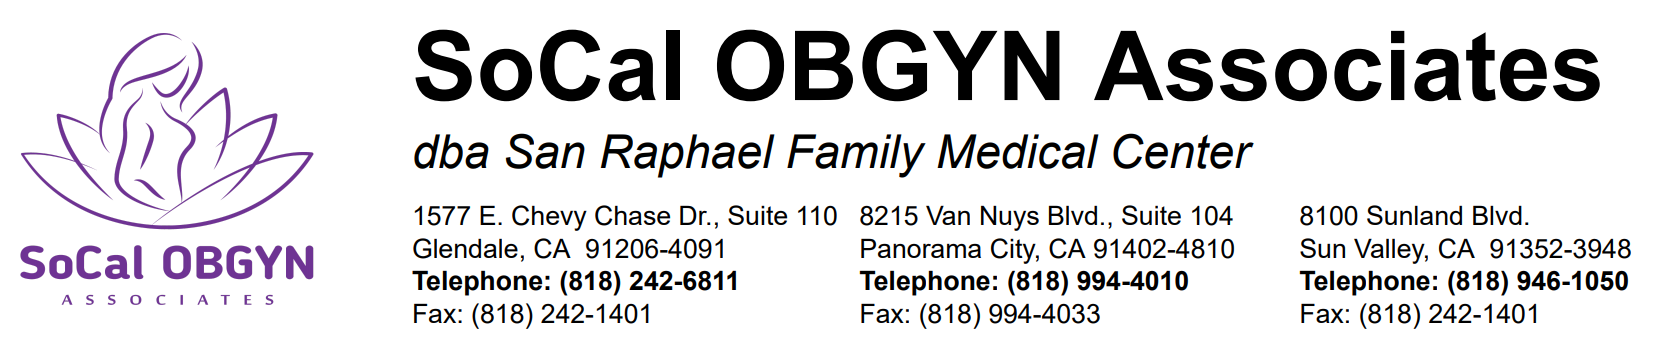 SoCal OBGYN
ASSOCIATES
SoCal OBGYN Associates
dba San Raphael Family Medical Center
1577 E. Chevy Chase Dr., Suite 110
Glendale, CA 91206-4091
Telephone: (818) 242-6811
Fax: (818) 242-1401
8215 Van Nuys Blvd., Suite 104
Panorama City, CA 91402-4810
Telephone: (818) 994-4010
Fax: (818) 994-4033
8100 Sunland Blvd.
Sun Valley, CA 91352-3948
Telephone: (818) 946-1050
Fax: (818) 242-1401